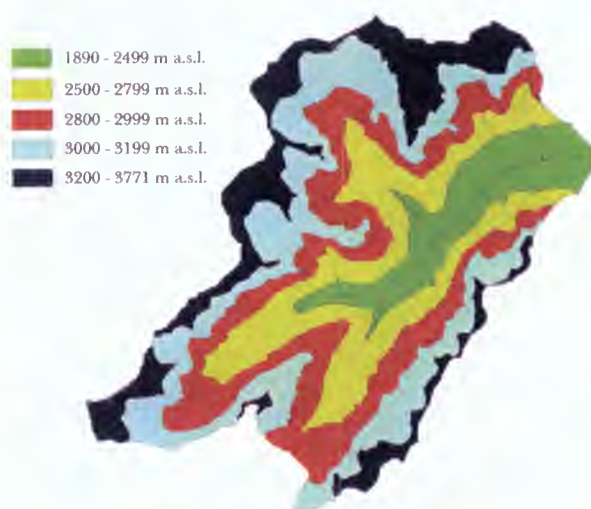 1890 - 2499 m a.s.l.
2500 - 2799 m a.s.l.
2800 - 2999 m a.s.l.
3000 - 3199 m a.s.l.
3200 - 3771 m a.s.l.